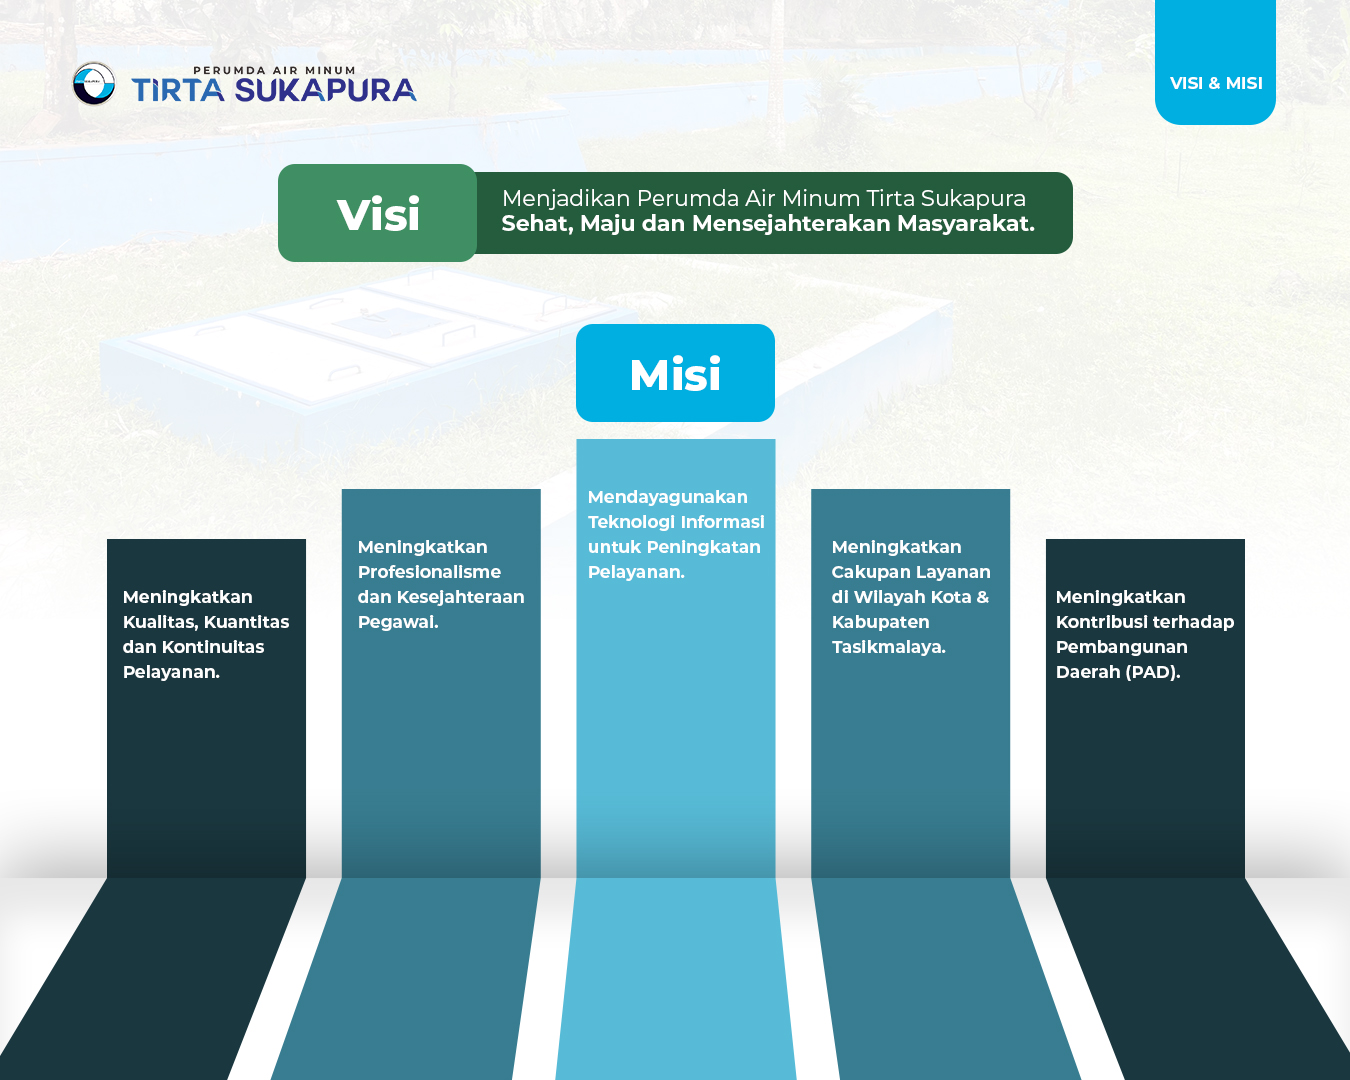 PERUMDA AIR MINUM
TIRTA SUKAPURA
VISI & MISI
Visi
Menjadikan Perumda Air Minum Tirta Sukapura
Sehat, Maju dan Mensejahterakan Masyarakat.
Misi
Meningkatkan
Kualitas, Kuantitas
dan Kontinuitas
Pelayanan.
Meningkatkan
Profesionalisme
dan Kesejahteraan
Pegawai.
Mendayagunakan
Teknologi Informasi
untuk Peningkatan
Pelayanan.
Meningkatkan
Cakupan Layanan
di Wilayah Kota &
Kabupaten
Tasikmalaya.
Meningkatkan
Kontribusi terhadap
Pembangunan
Daerah (PAD).